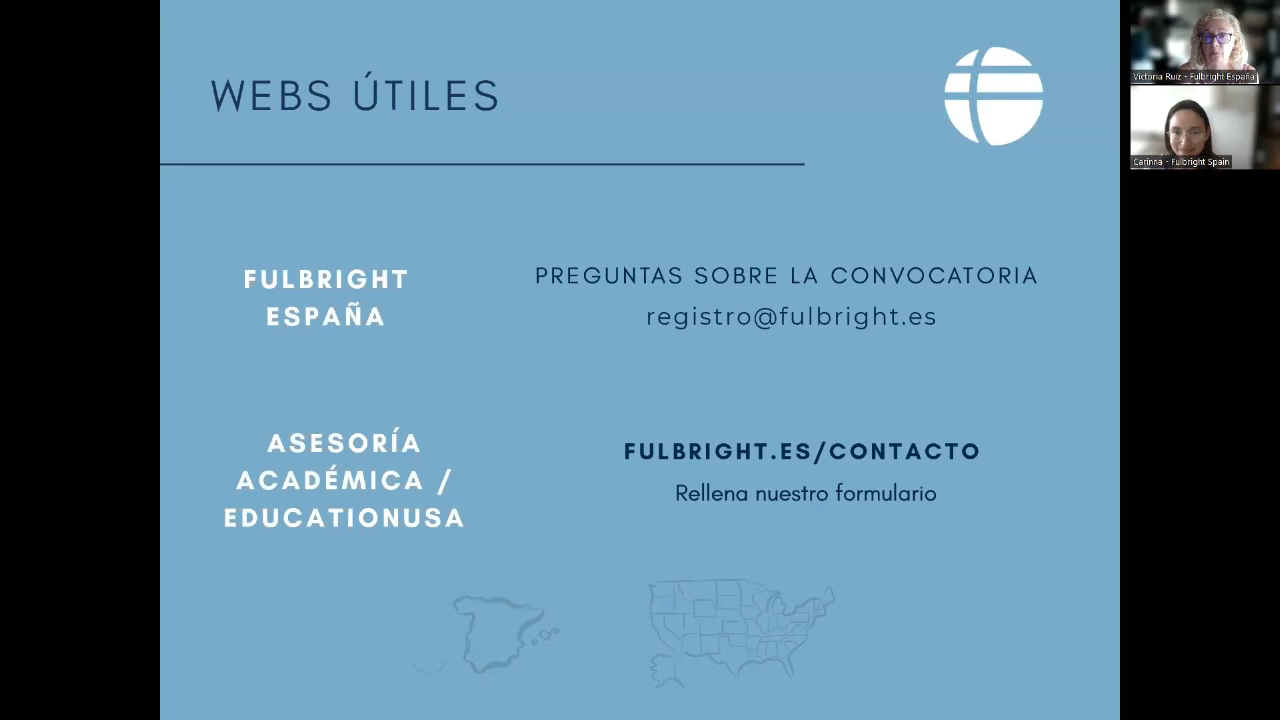 WEBS ÚTILES
FULBRIGHT
ESPAÑA
PREGUNTAS SOBRE LA CONVOCATORIA
registro@fulbright.es
ASESORÍA
ACADÉMICA /
EDUCATIONUSA
FULBRIGHT.ES/CONTACTO
Rellena nuestro formulario
Victoria Ruiz - Fulbright España
Carinna - Fulbright Spain